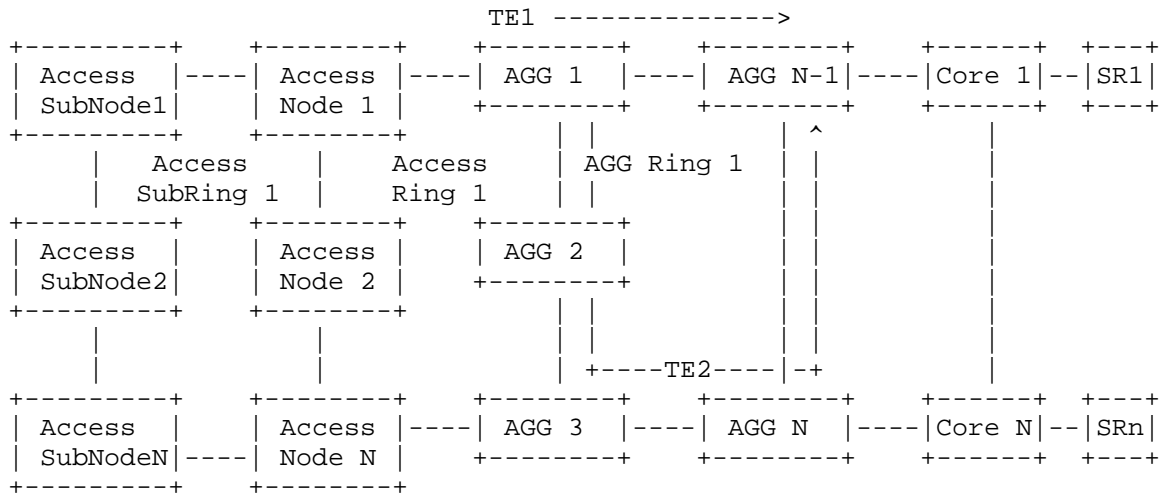 TE1 -------------->
+---------+ +--------+ +--------+ +--------+ +------+ +---+
| Access |----| Access |----| AGG 1 |----| AGG N-1|----|Core 1|--|SR1|
| SubNode1| | Node 1 | +--------+ +--------+ +------+ +---+
+---------+ +--------+ | | | ^ |
| Access | Access | AGG Ring 1 | | |
| SubRing 1 | Ring 1 | | | | |
+---------+ +--------+ +--------+ | | |
| Access | | Access | | AGG 2 | | | |
| SubNode2| | Node 2 | +--------+ | | |
+---------+ +--------+ | | | | |
| | | | | | |
| | | +----TE2----|-+ |
+---------+ +--------+ +--------+ +--------+ +------+ +---+
| Access | | Access |----| AGG 3 |----| AGG N |----|Core N|--|SRn|
| SubNodeN|----| Node N | +--------+ +--------+ +------+ +---+
+---------+ +--------+